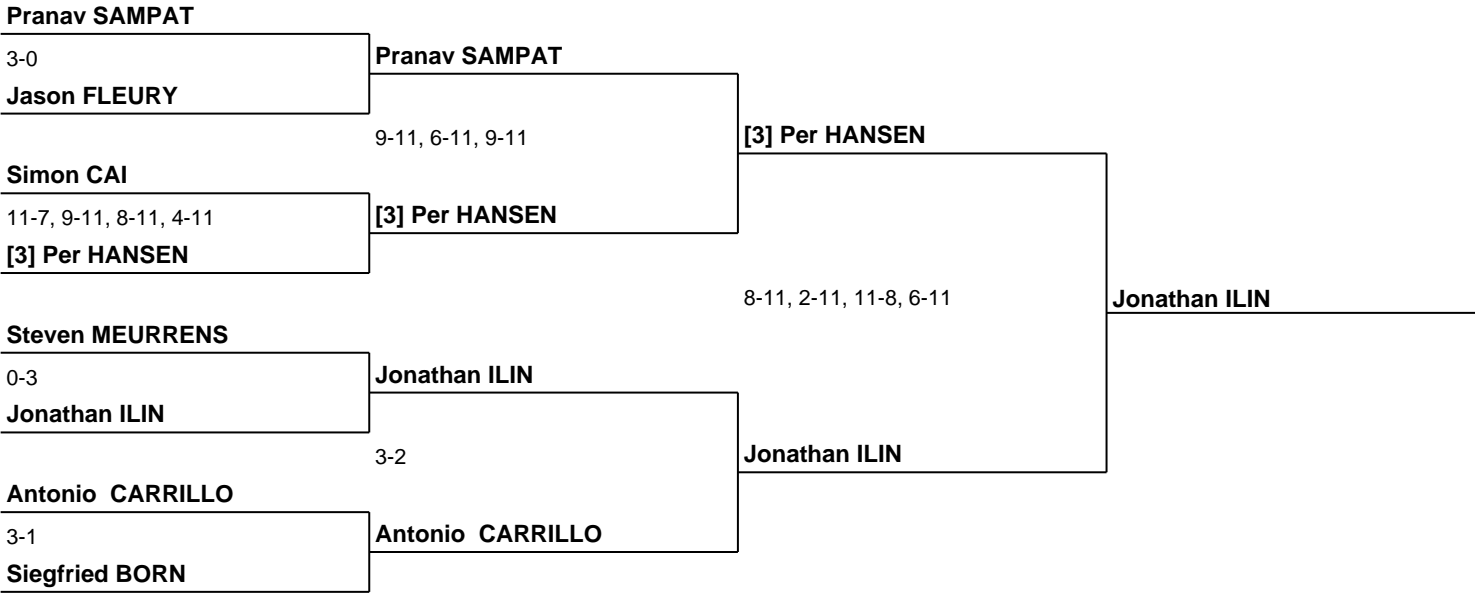 Pranav SAMPAT
3-0
Pranav SAMPAT
Jason FLEURY
9-11, 6-11, 9-11
[3] Per HANSEN
Simon CAI
11-7, 9-11, 8-11, 4-11
[3] Per HANSEN
[3] Per HANSEN
8-11, 2-11, 11-8, 6-11
Jonathan ILIN
Steven MEURRENS
0-3
Jonathan ILIN
Jonathan ILIN
3-2
Jonathan ILIN
Antonio  CARRILLO
3-1
Antonio  CARRILLO
Siegfried BORN